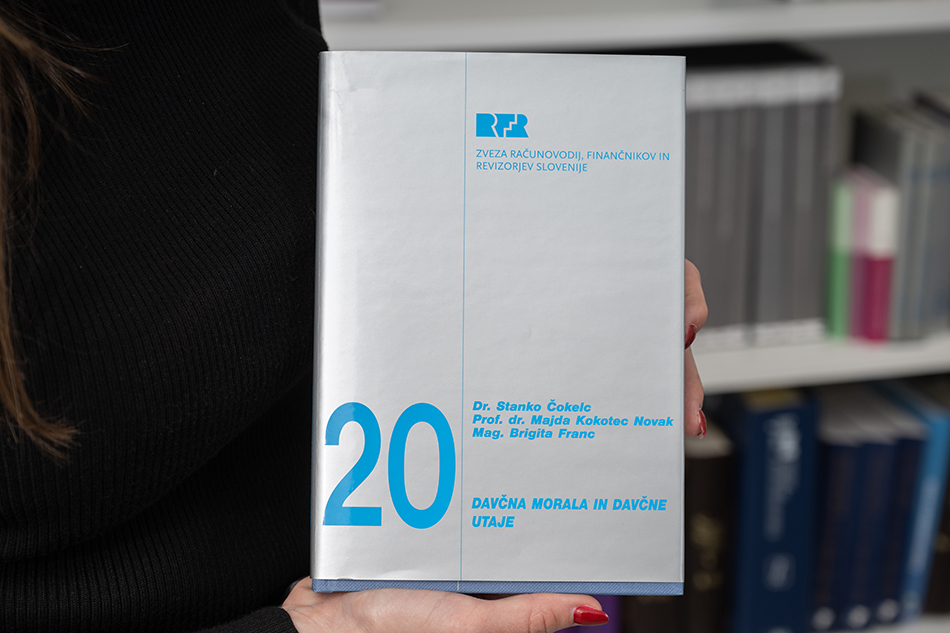 RFR
ZVEZA RAČUNOVODIJ, FINANČNIKOV IN
REVIZORJEV SLOVENIJE
20
Dr. Stanko Čokelc
Prof. dr. Majda Kokotec Novak
Mag. Brigita Franc
DAVČNA MORALA IN DAVČNE
UTAJE